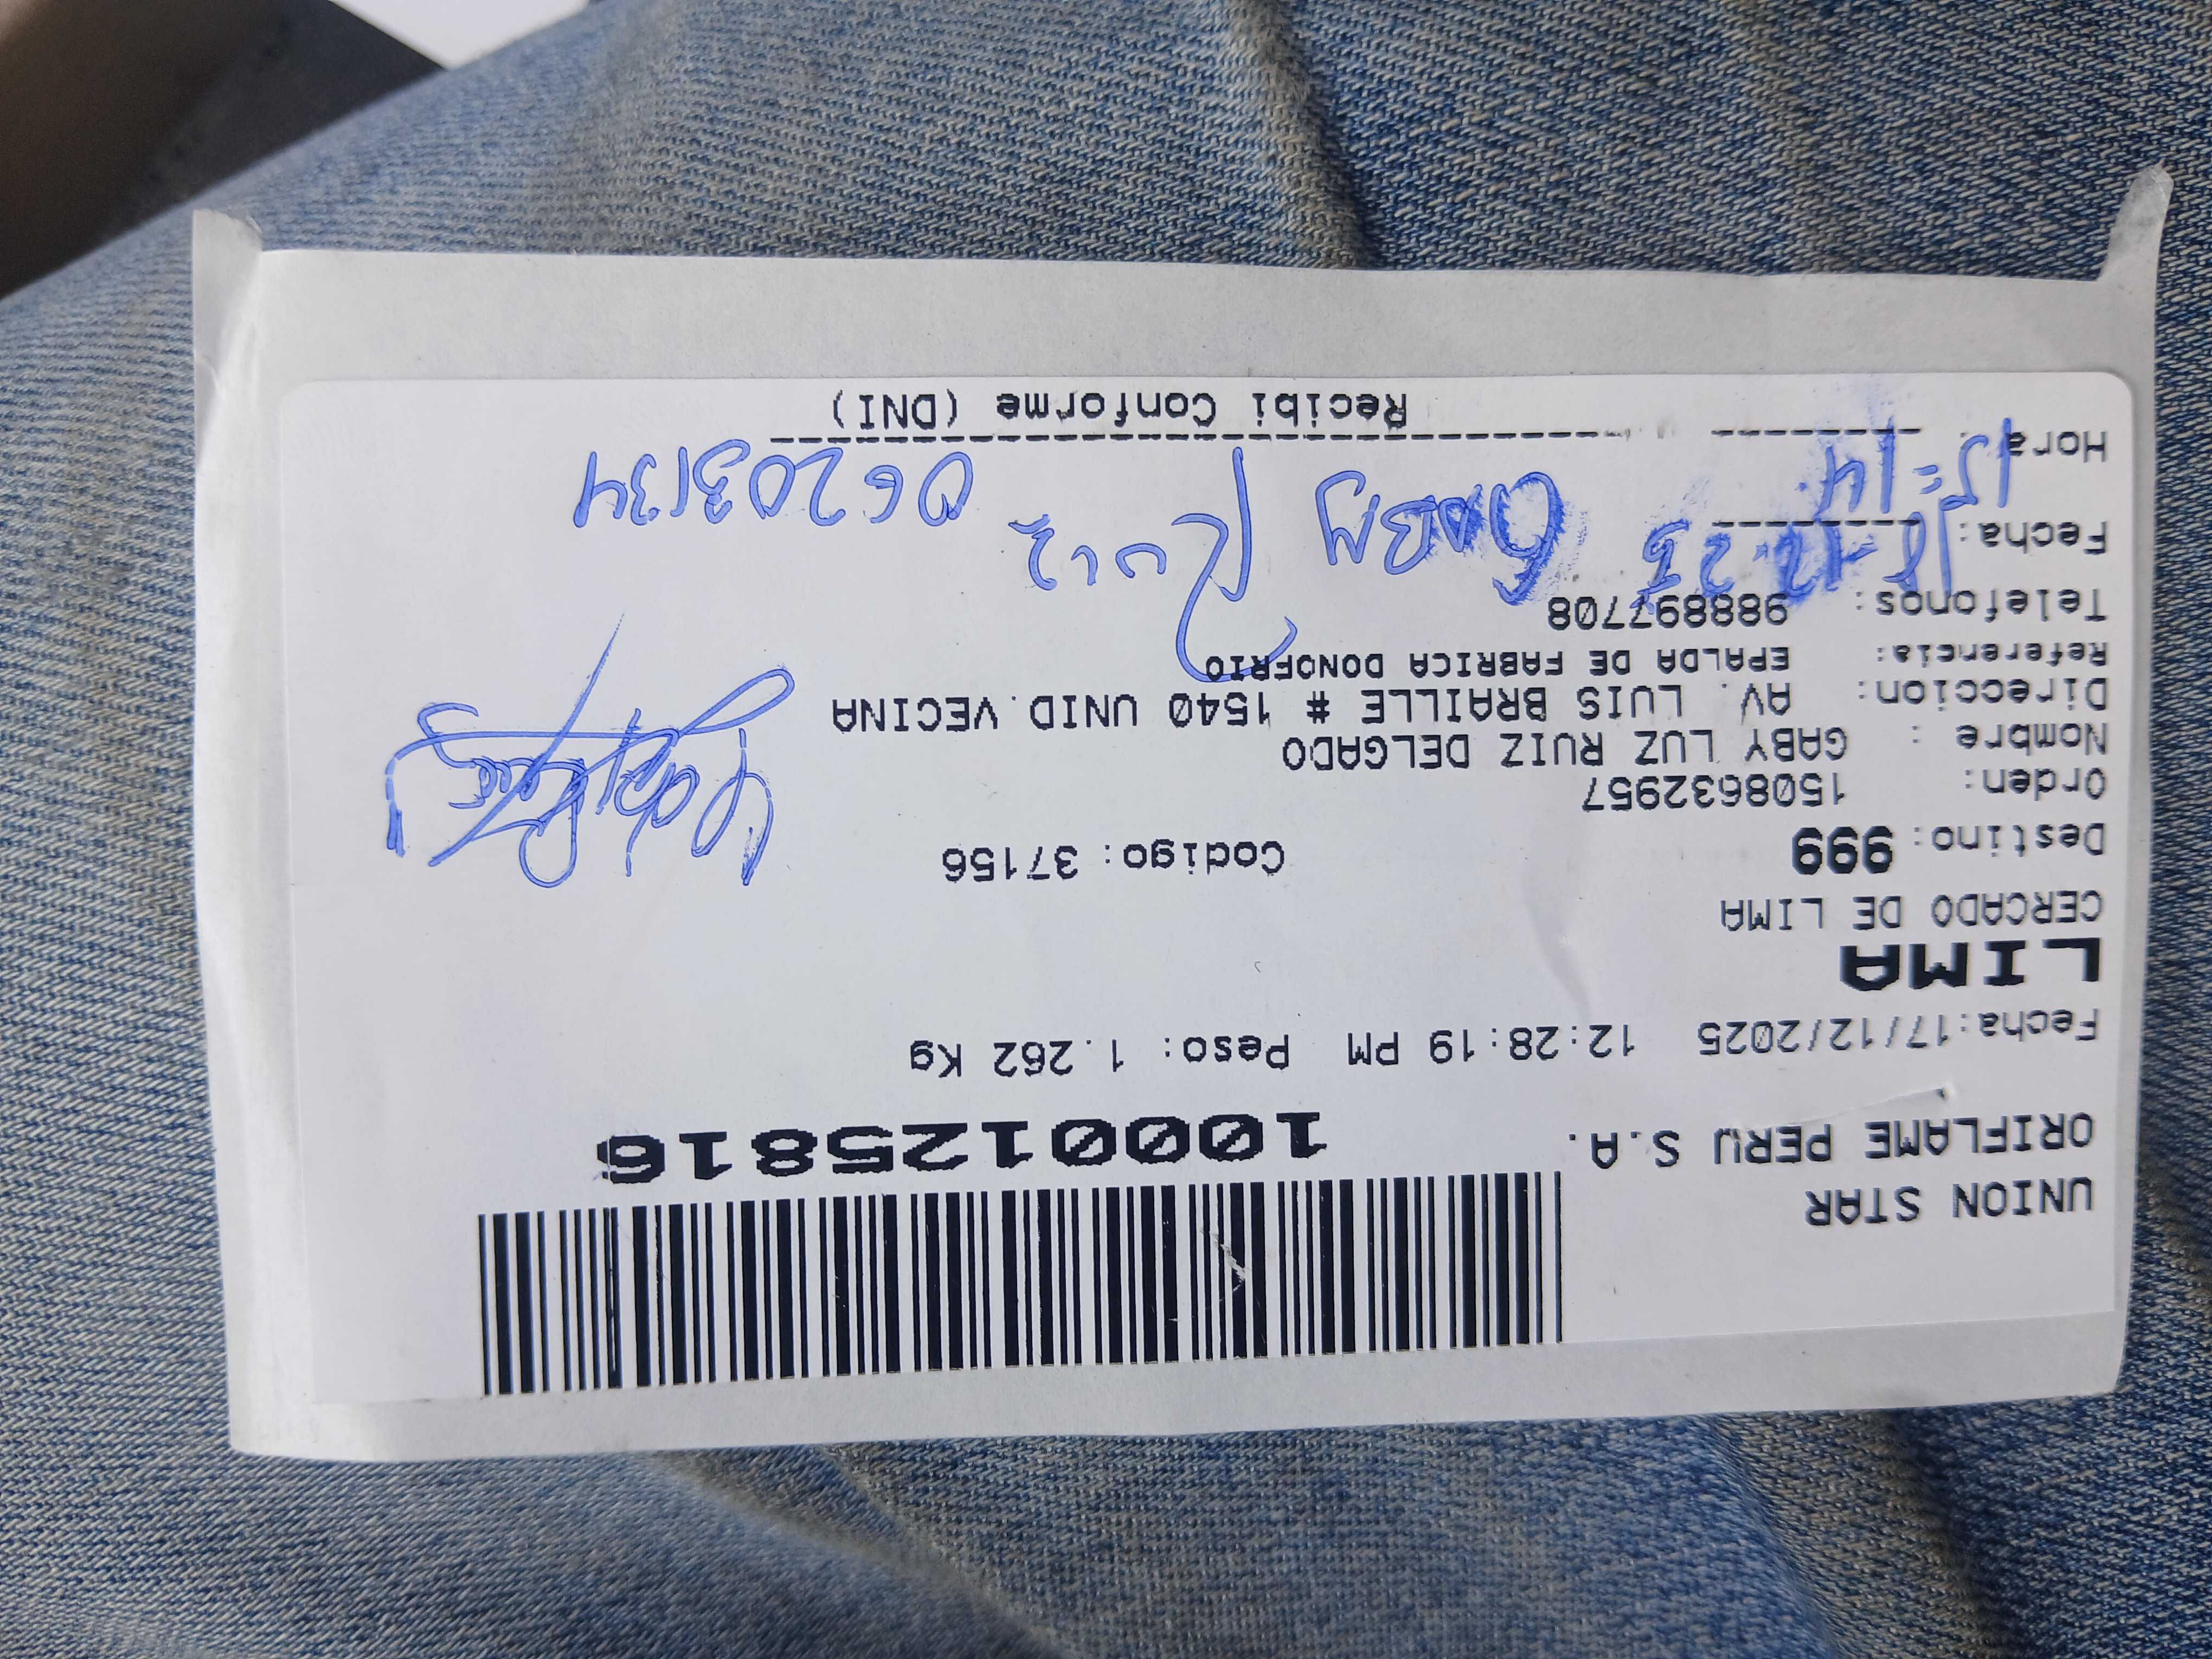 UNION STAR
ORIFLAME PERU S.A.
1000125816
Fecha:17/12/2025 12:28:19 PM Peso: 1.262 Kg
LIMA
CERCADO DE LIMA
Destino: 999 Codigo: 37156
Orden: 1508632957
Nombre : GABY LUZ RUIZ DELGADO
Direccion: AV. LUIS BRAILLE # 1540 UNID.VECINA
Referencia: EPALDA DE FABRICA DONOFRIO
Telefonos: 988897708
Fecha: 18-12-25 GABY Ruiz 06203134
Hora : 15:14
Recibi Conforme (DNI)